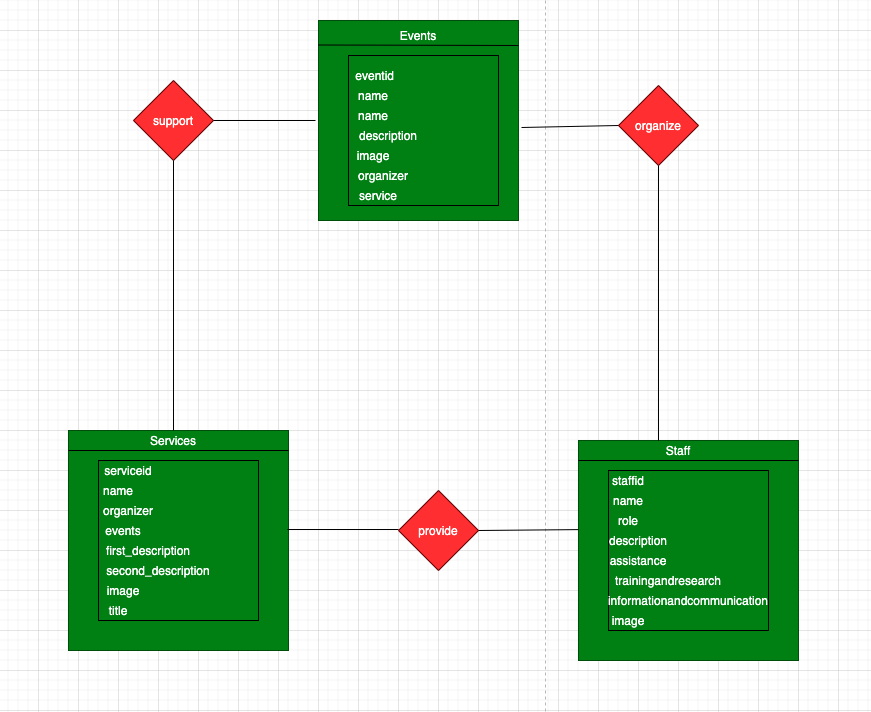 Events
eventid
name
name
description
image
organizer
service
support
organize
Services
serviceid
name
organizer
events
first_description
second_description
image
title
provide
Staff
staffid
name
role
description
assistance
trainingandresearch
informationandcommunication
image